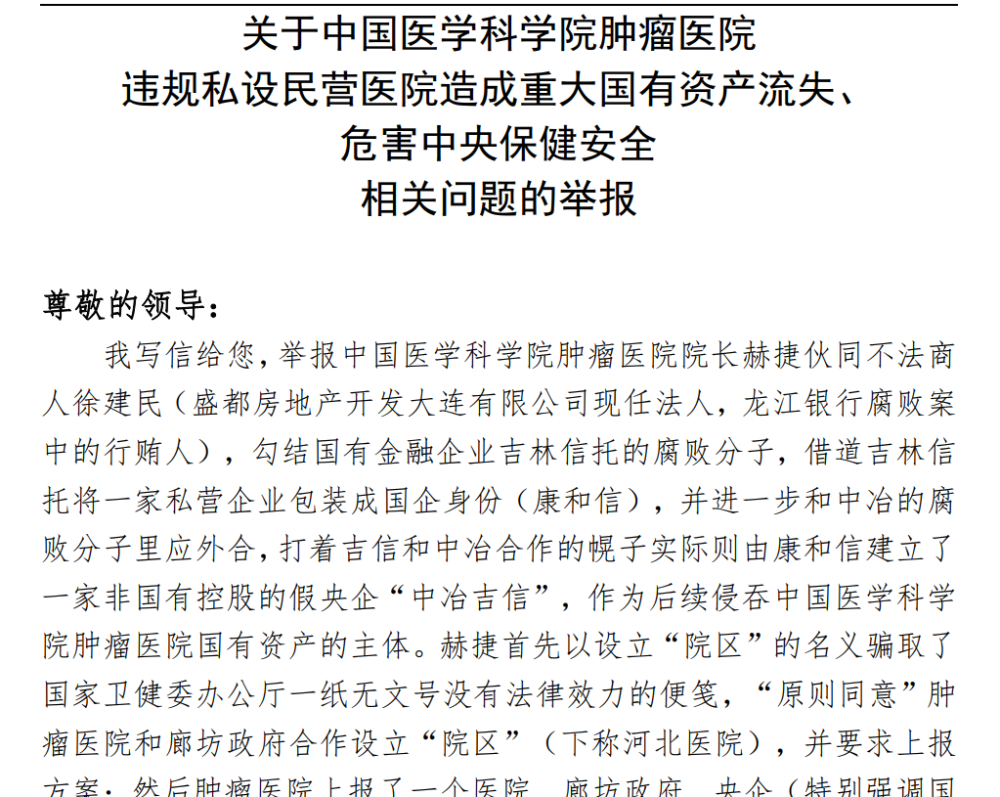 关于中国医学科学院肿瘤医院
违规私设民营医院造成重大国有资产流失、
危害中央保健安全
相关问题的举报
尊敬的领导：
我写信给您，举报中国医学科学院肿瘤医院院长赫捷伙同不法商
人徐建民（盛都房地产开发大连有限公司现任法人，龙江银行腐败案
中的行贿人），勾结国有金融企业吉林信托的腐败分子，借道吉林信
托将一家私营企业包装成国企身份（康和信），并进一步和中冶的腐
败分子里应外合，打着吉信和中冶合作的幌子实际则由康和信建立了
一家非国有控股的假央企“中冶吉信”，作为后续侵吞中国医学科学
院肿瘤医院国有资产的主体。赫捷首先以设立“院区”的名义骗取了
国家卫健委办公厅一纸无文号没有法律效力的便笺，“原则同意”肿
瘤医院和廊坊政府合作设立“院区”（下称河北医院），并要求上报
方案；然后肿瘤医院上报了一个医院、廊坊政府、央企（特别强调国